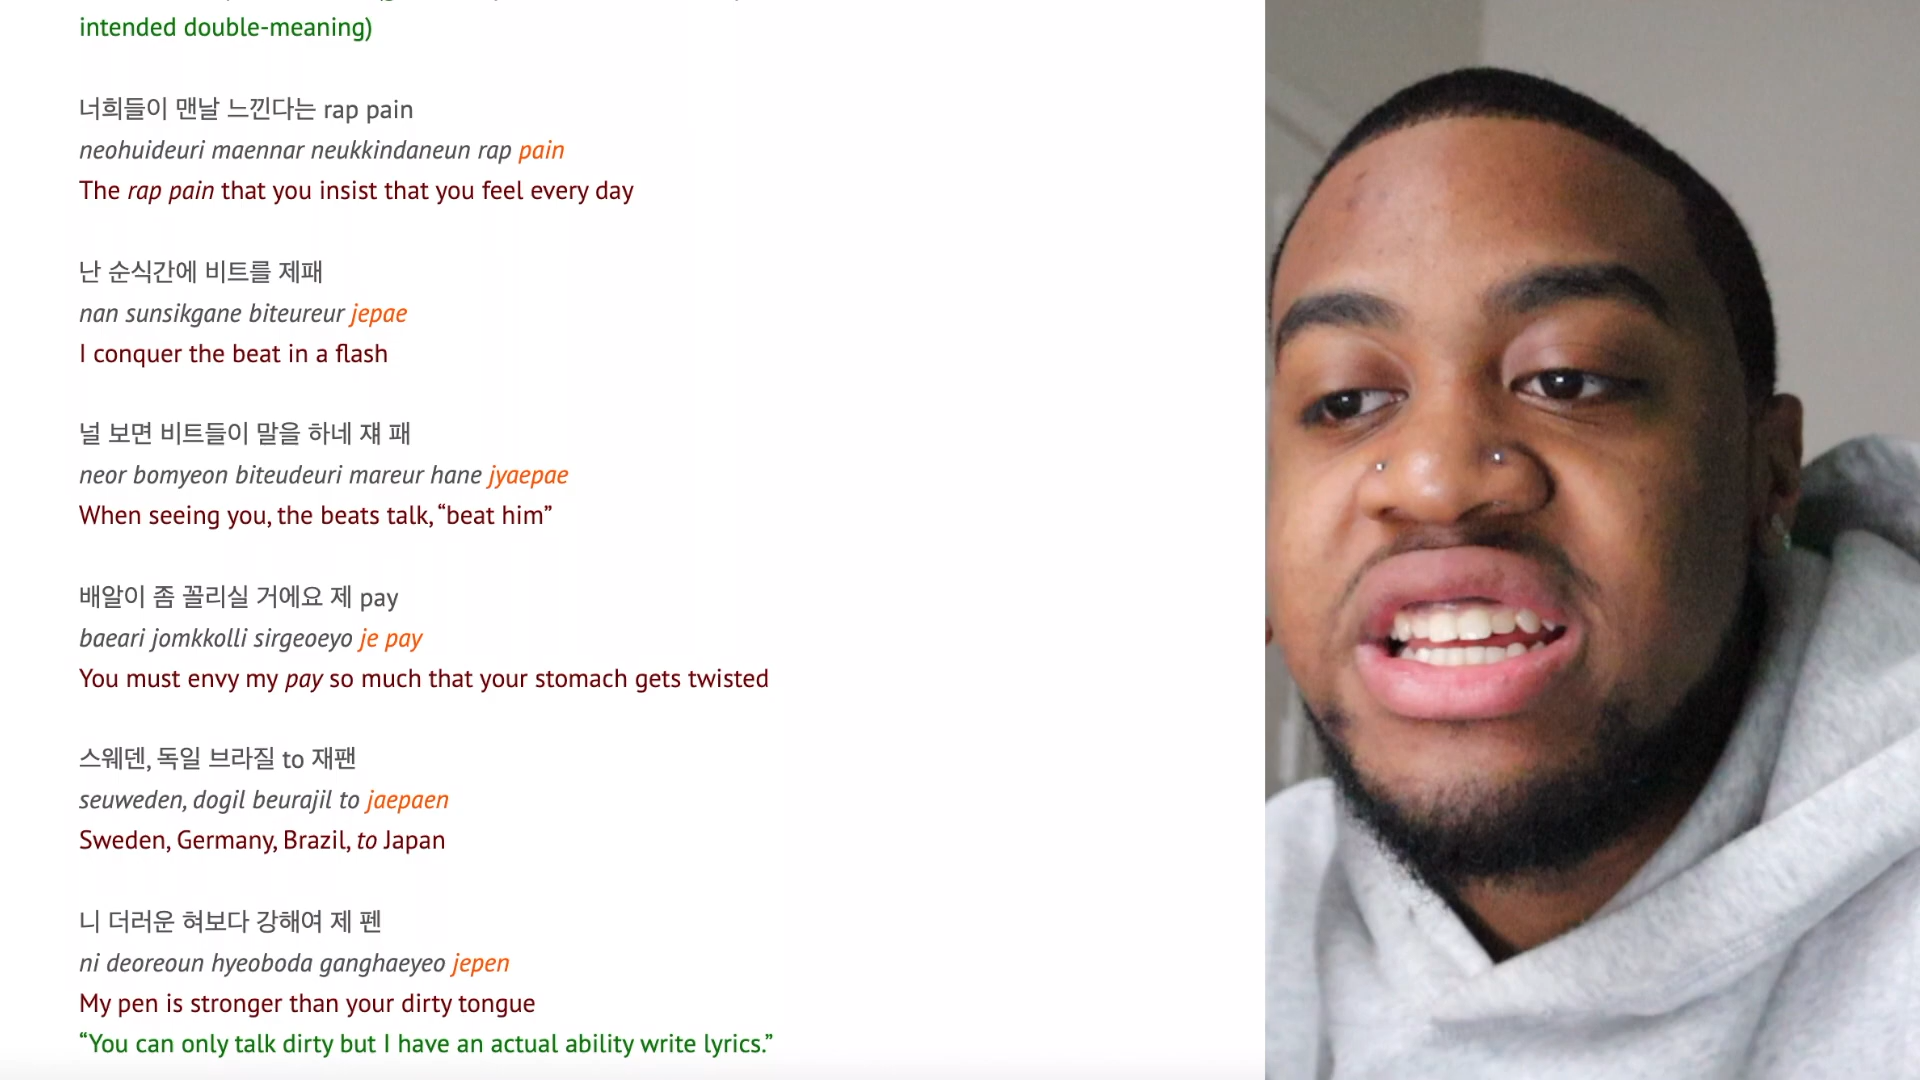 intended double-meaning)
너희들이 맨날 느낀다는 rap pain
neohuideuri maennar neukkindaneun rap pain
The rap pain that you insist that you feel every day
난 순식간에 비트를 제패
nan sunsikgane biteureur jepae
I conquer the beat in a flash
널 보면 비트들이 말을 하네 쟤 패
neor bomyeon biteudeuri mareur hane jyaepae
When seeing you, the beats talk, “beat him”
배알이 좀 꼴리실 거에요 제 pay
baeari jomkkolli sirgeoeyo je pay
You must envy my pay so much that your stomach gets twisted
스웨덴, 독일 브라질 to 재팬
seuweden, dogil beurajil to jaepaen
Sweden, Germany, Brazil, to Japan
니 더러운 혀보다 강해여 제 펜
ni deoreoun hyeoboda ganghaeyeo jepen
My pen is stronger than your dirty tongue
“You can only talk dirty but I have an actual ability write lyrics.”